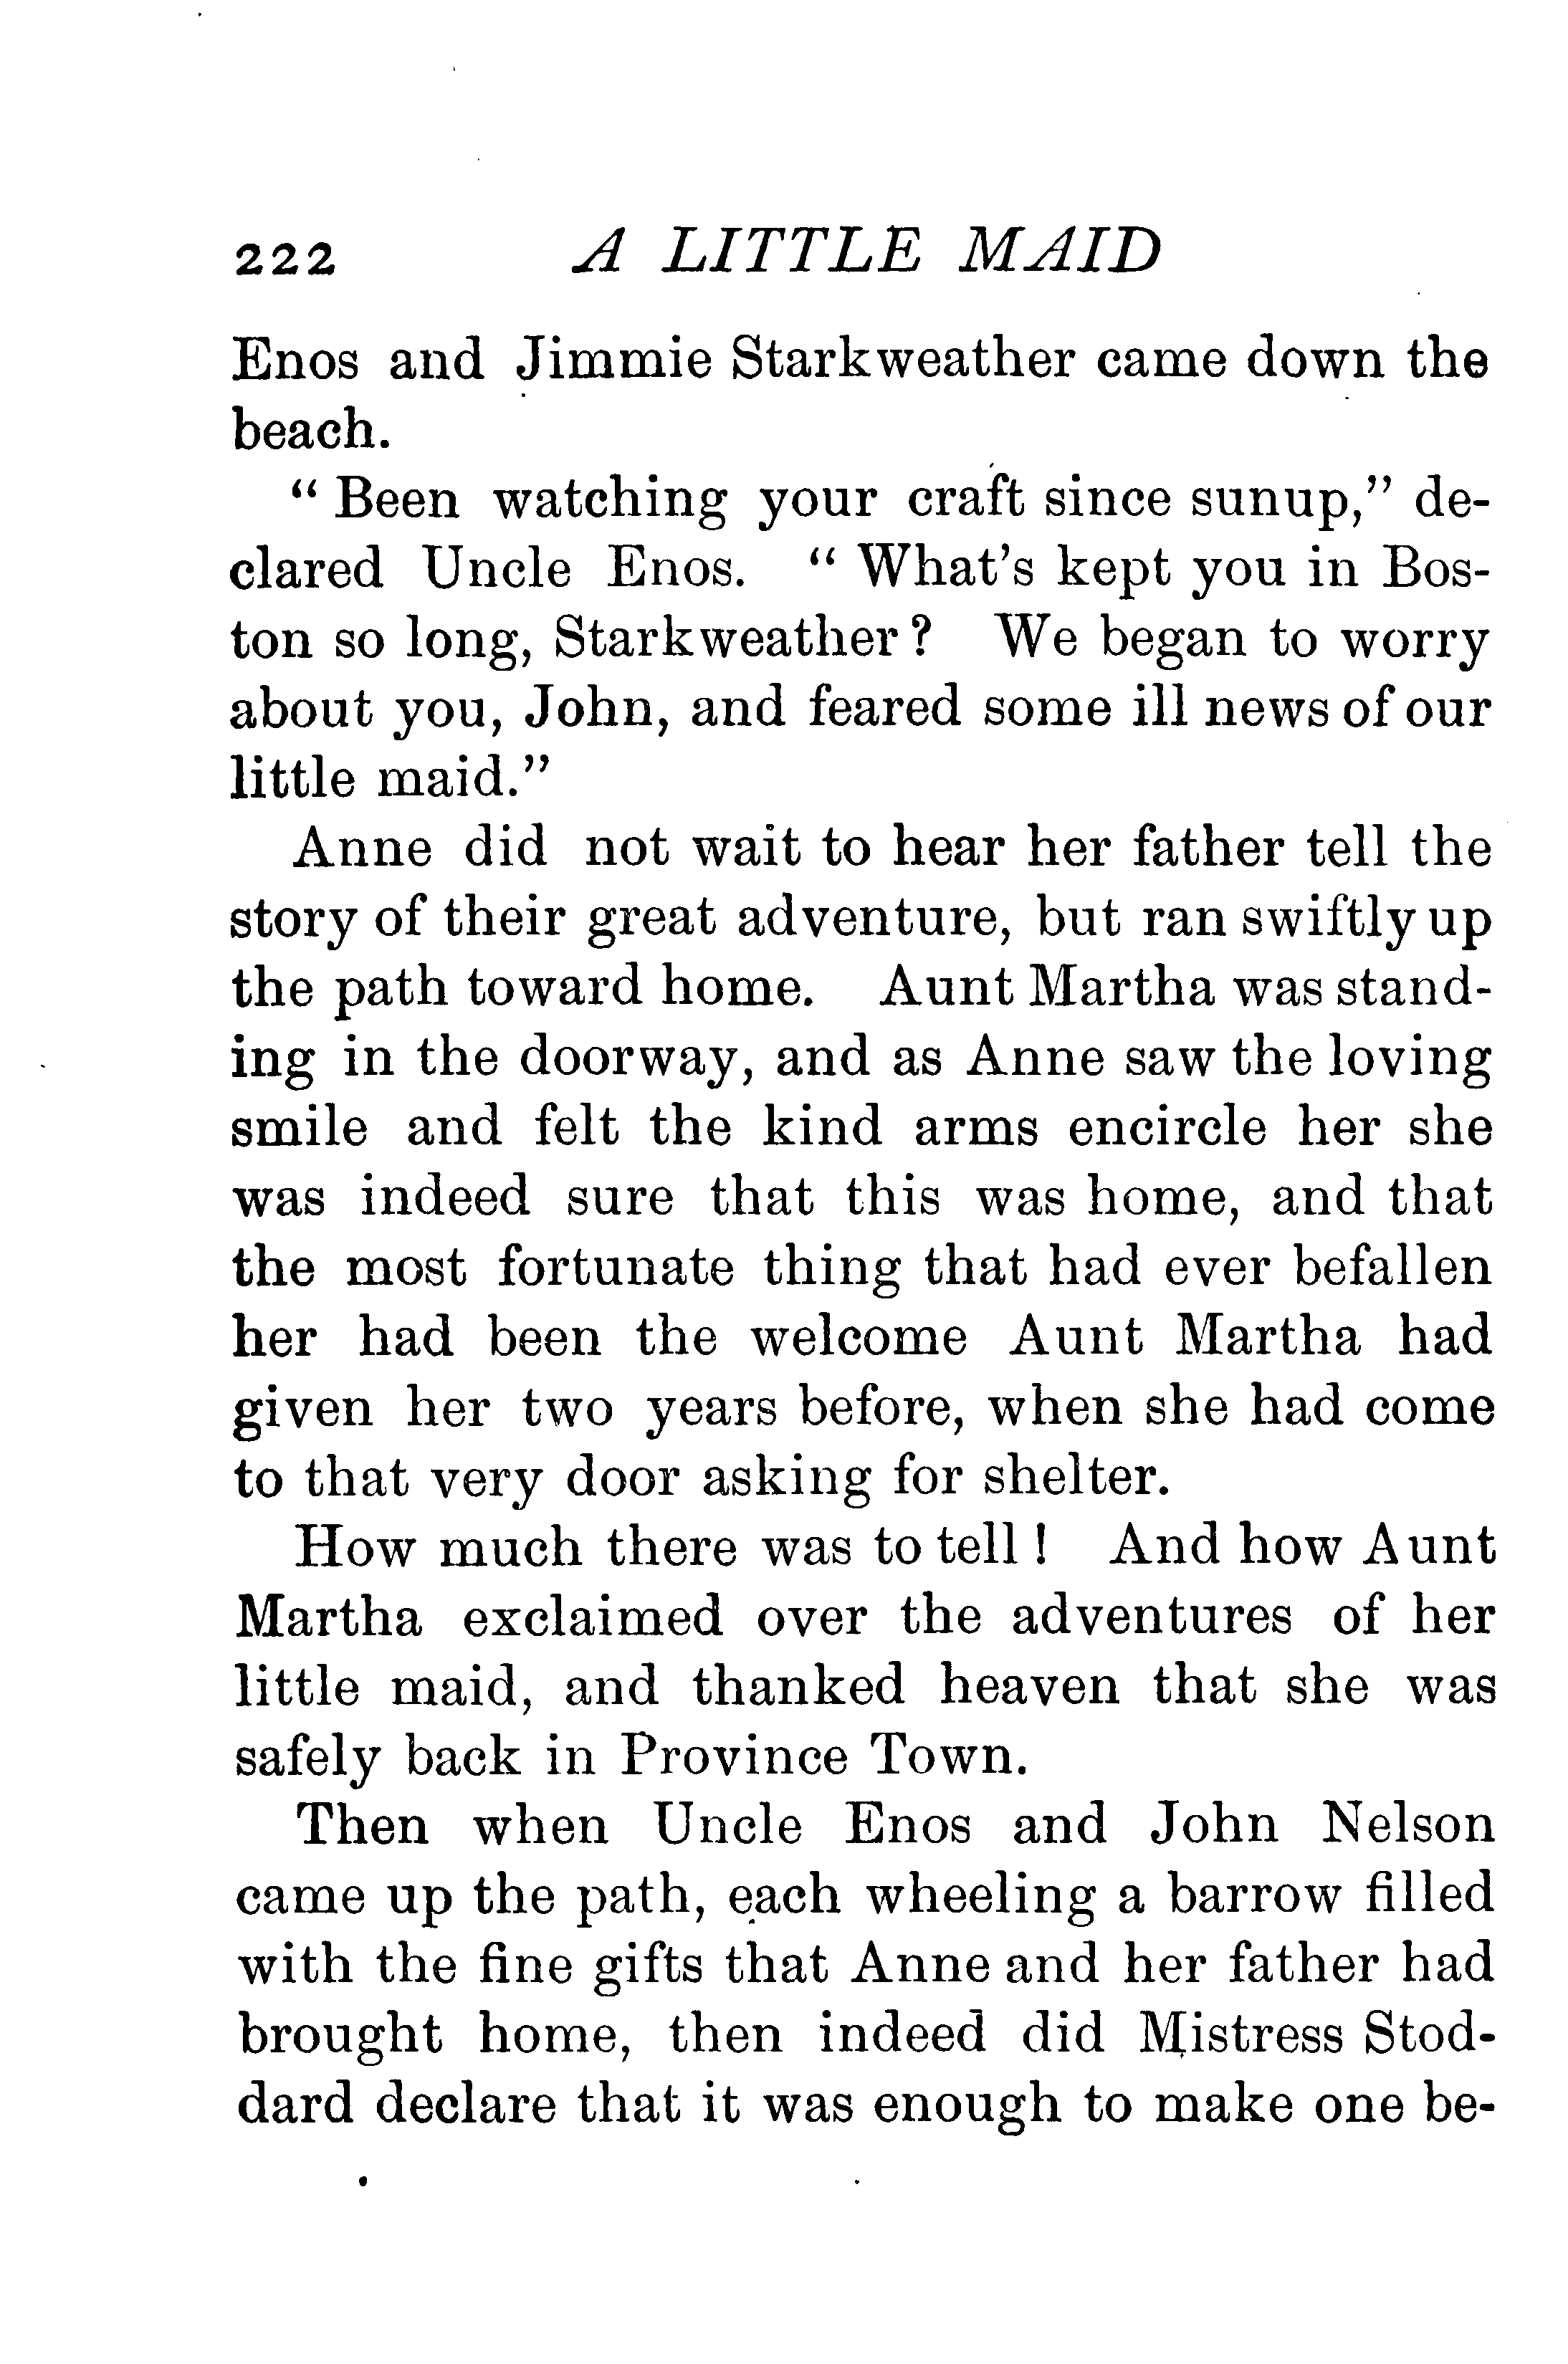 222 A LITTLE MAID
Enos and Jimmie Starkweather came down the
beach.
" Been watching your craft since sunup," de-
clared Uncle Enos. " What's kept you in Bos-
ton so long, Starkweather ? We began to worry
about you, John, and feared some ill news of our
little maid."
Anne did not wait to hear her father tell the
story of their great adventure, but ran swiftly up
the path toward home. Aunt Martha was stand-
ing in the doorway, and as Anne saw the loving
smile and felt the kind arms encircle her she
was indeed sure that this was home, and that
the most fortunate thing that had ever befallen
her had been the welcome Aunt Martha had
given her two years before, when she had come
to that very door asking for shelter.
How much there was to tell ! And how Aunt
Martha exclaimed over the adventures of her
little maid, and thanked heaven that she was
safely back in Province Town.
Then when Uncle Enos and John Nelson
came up the path, each wheeling a barrow filled
with the fine gifts that Anne and her father had
brought home, then indeed did Mistress Stod-
dard declare that it was enough to make one be-